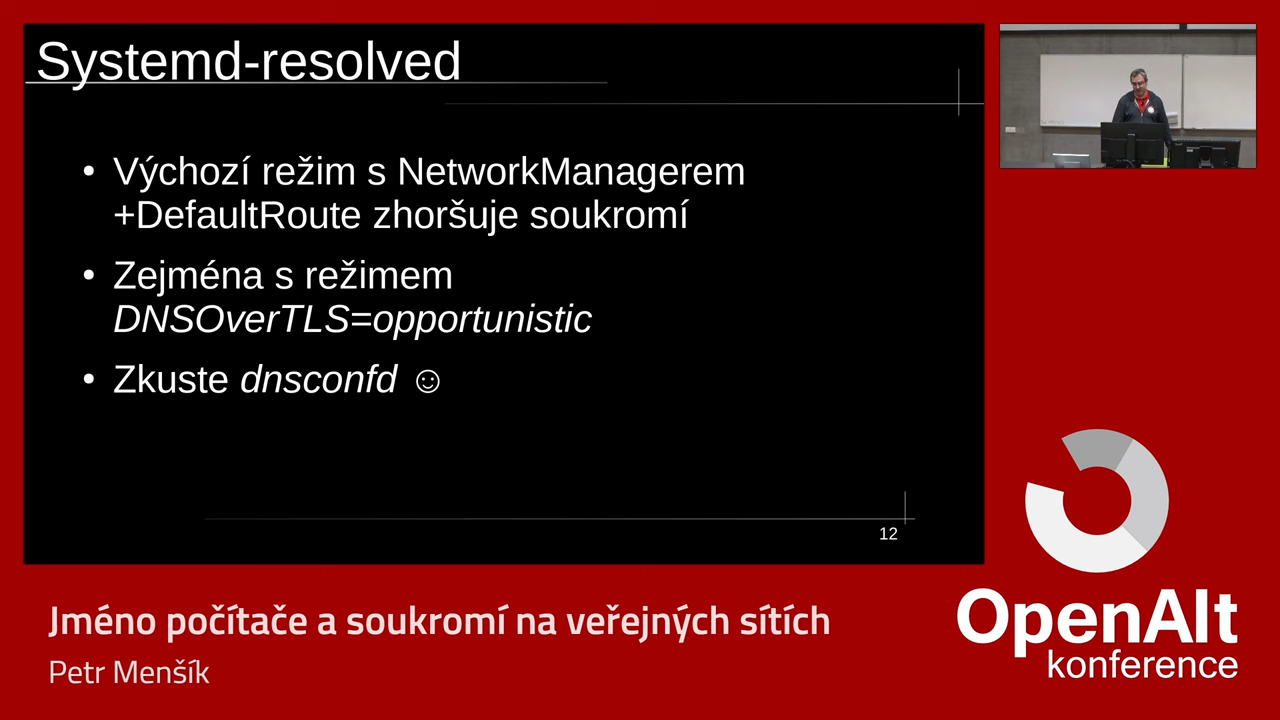 Systemd-resolved
• Výchozí režim s NetworkManagerem
+DefaultRoute zhoršuje soukromí
• Zejména s režimem
DNSOverTLS=opportunistic
• Zkuste dnsconfd ☺
12
Jméno počítače a soukromí na veřejných sítích
Petr Menšík
OpenAlt
konference